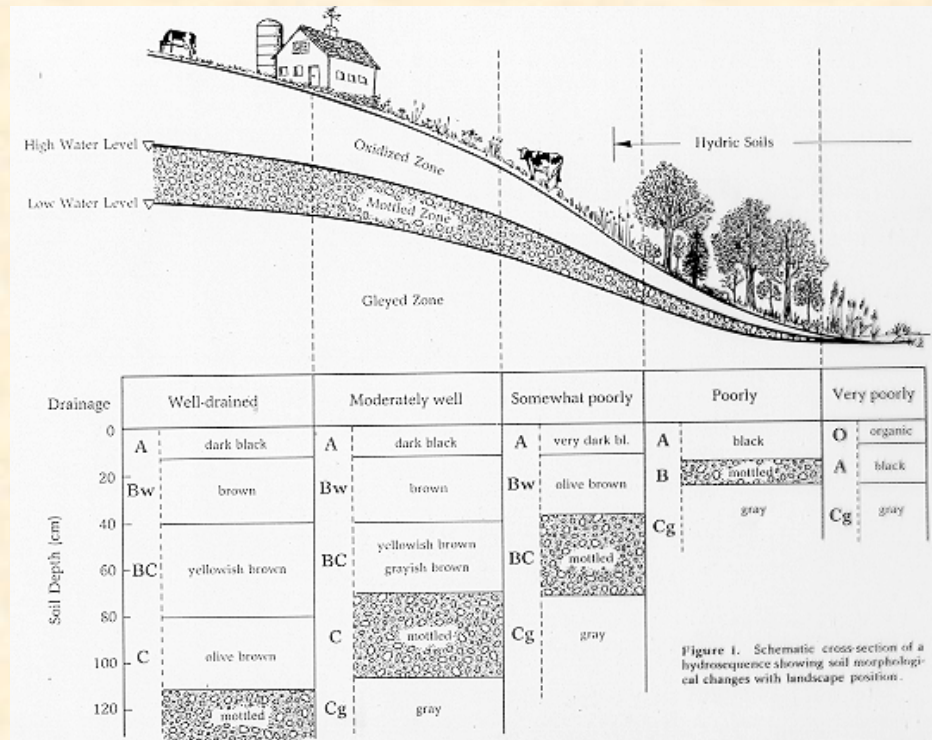 High Water Level
Low Water Level
Oxidized Zone
Mottled Zone
Gleyed Zone
Hydric Soils
Drainage
Well-drained
Moderately well
Somewhat poorly
Poorly
Very poorly
Soil Depth (cm)
0
20
40
60
80
100
120
A
dark black
Bw
brown
BC
yellowish brown
C
olive brown
mottled
A
dark black
Bw
brown
BC
yellowish brown
grayish brown
C
mottled
Cg
gray
A
very dark bl.
Bw
olive brown
BC
mottled
Cg
gray
A
black
B
mottled
Cg
gray
O
organic
A
black
Cg
gray
Figure 1. Schematic cross-section of a
hydrosequence showing soil morphologi-
cal changes with landscape position.